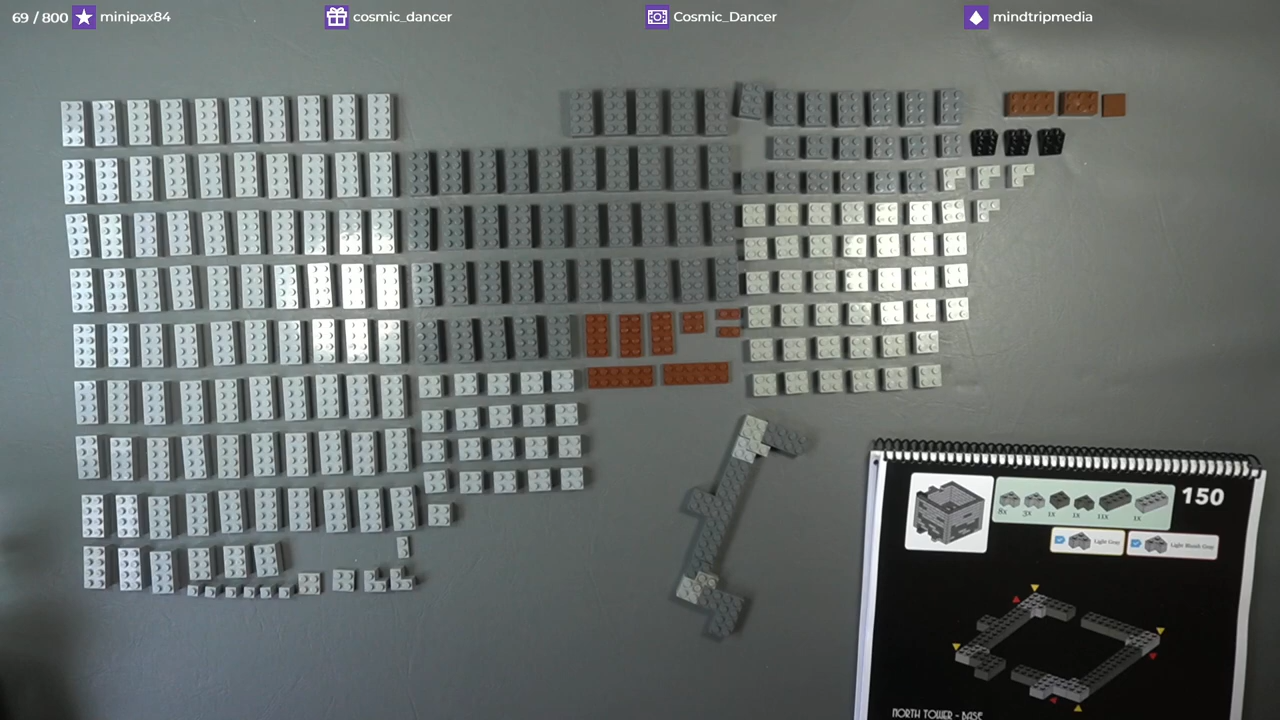 69 / 800 minipax84 cosmic_dancer Cosmic_Dancer mindtripmedia
150
8x 3x 1x 1x 11x 1x
Light Gray Light Bluish Gray
NORTH TOWER - BASE